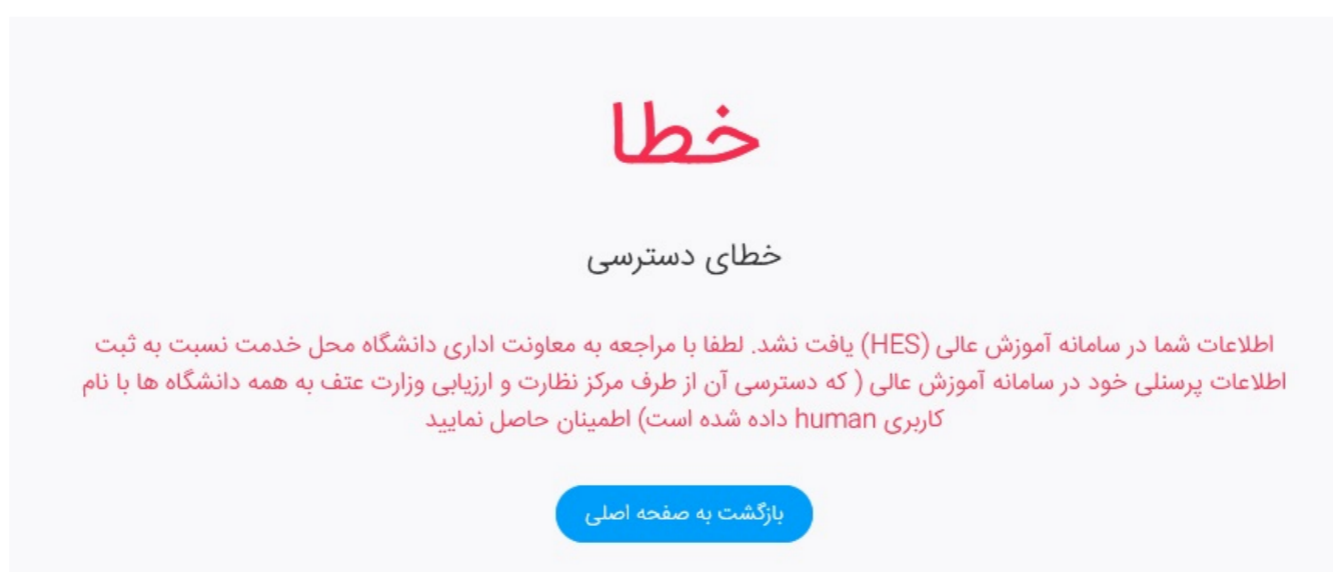 خطا
خطای دسترسی
اطلاعات شما در سامانه آموزش عالی (HES) یافت نشد. لطفا با مراجعه به معاونت اداری دانشگاه محل خدمت نسبت به ثبت
اطلاعات پرسنلی خود در سامانه آموزش عالی ( که دسترسی آن از طرف مرکز نظارت و ارزیابی وزارت عتف به همه دانشگاه ها با نام
کاربری human داده شده است) اطمینان حاصل نمایید
بازگشت به صفحه اصلی